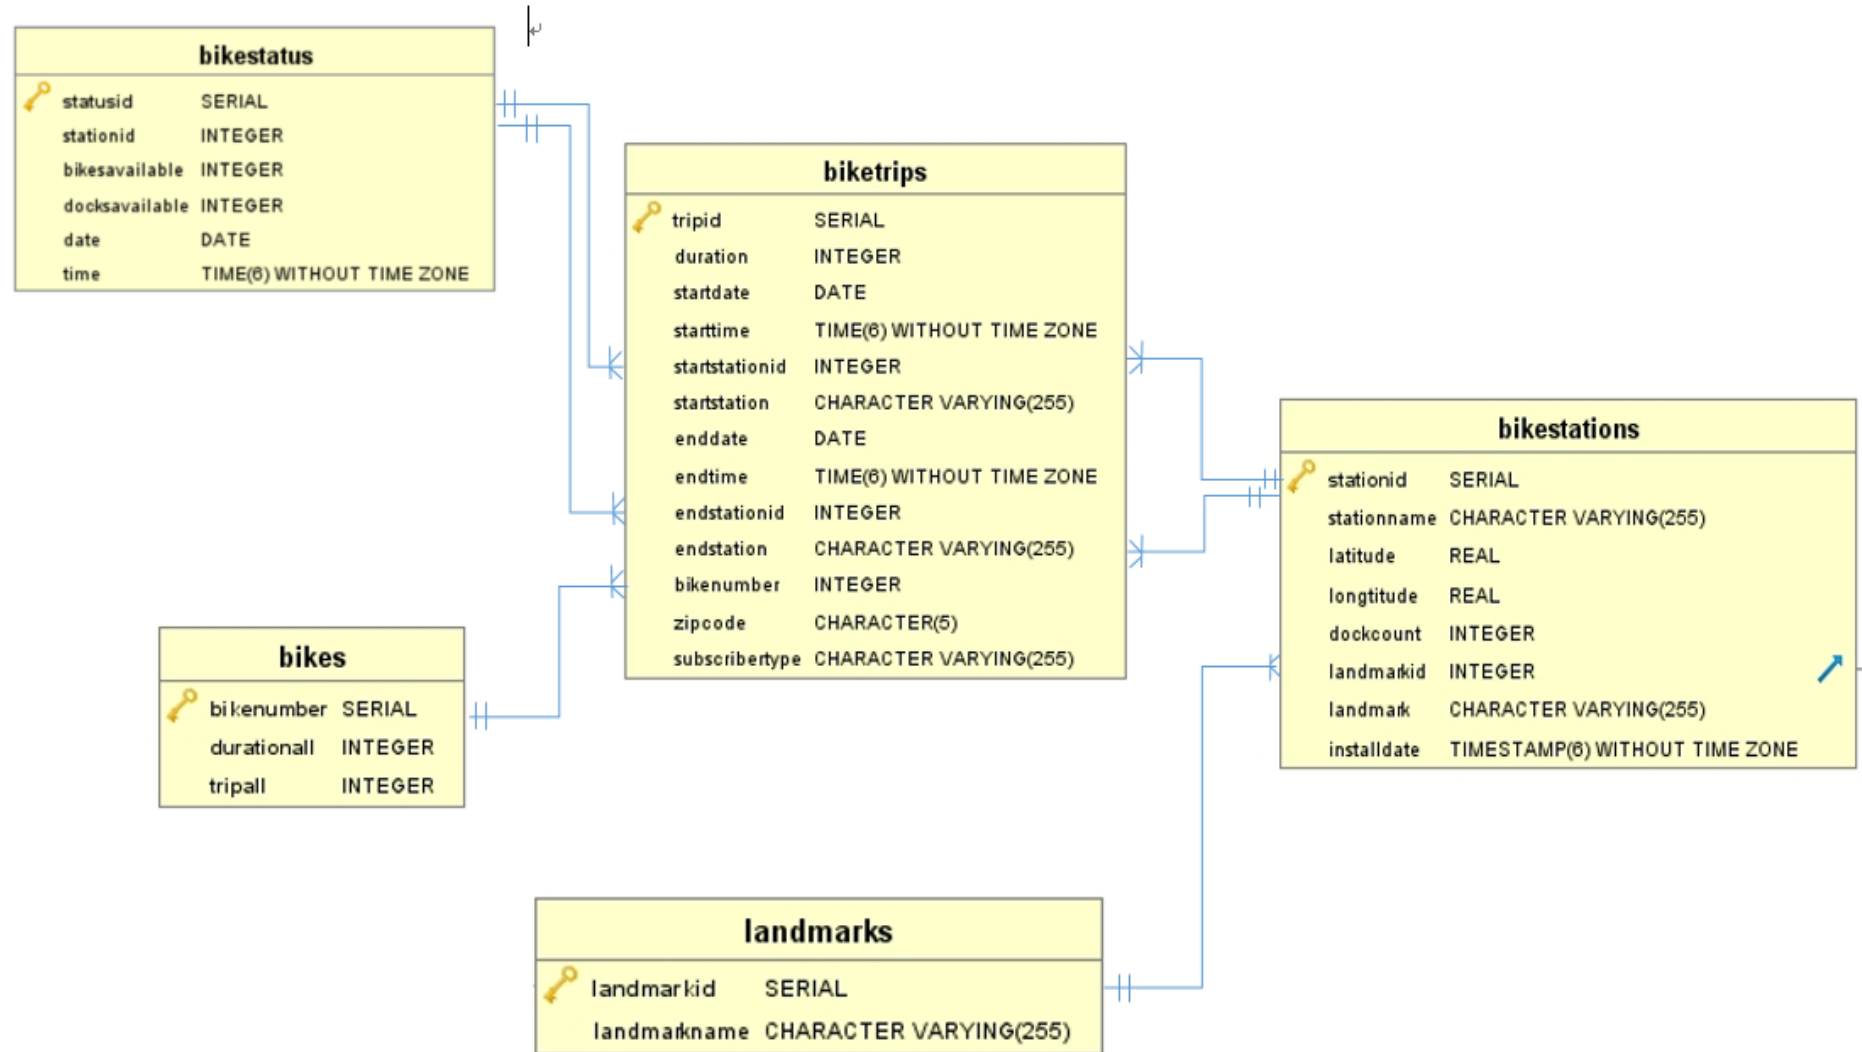 bikestatus
statusid SERIAL
stationid INTEGER
bikesavailable INTEGER
docksavailable INTEGER
date DATE
time TIME(6) WITHOUT TIME ZONE
biketrips
tripid SERIAL
duration INTEGER
startdate DATE
starttime TIME(6) WITHOUT TIME ZONE
startstationid INTEGER
startstation CHARACTER VARYING(255)
enddate DATE
endtime TIME(6) WITHOUT TIME ZONE
endstationid INTEGER
endstation CHARACTER VARYING(255)
bikenumber INTEGER
zipcode CHARACTER(5)
subscribertype CHARACTER VARYING(255)
bikestations
stationid SERIAL
stationname CHARACTER VARYING(255)
latitude REAL
longtitude REAL
dockcount INTEGER
landmarkid INTEGER
landmark CHARACTER VARYING(255)
installdate TIMESTAMP(6) WITHOUT TIME ZONE
bikes
bikenumber SERIAL
durationall INTEGER
tripall INTEGER
landmarks
landmarkid SERIAL
landmarkname CHARACTER VARYING(255)